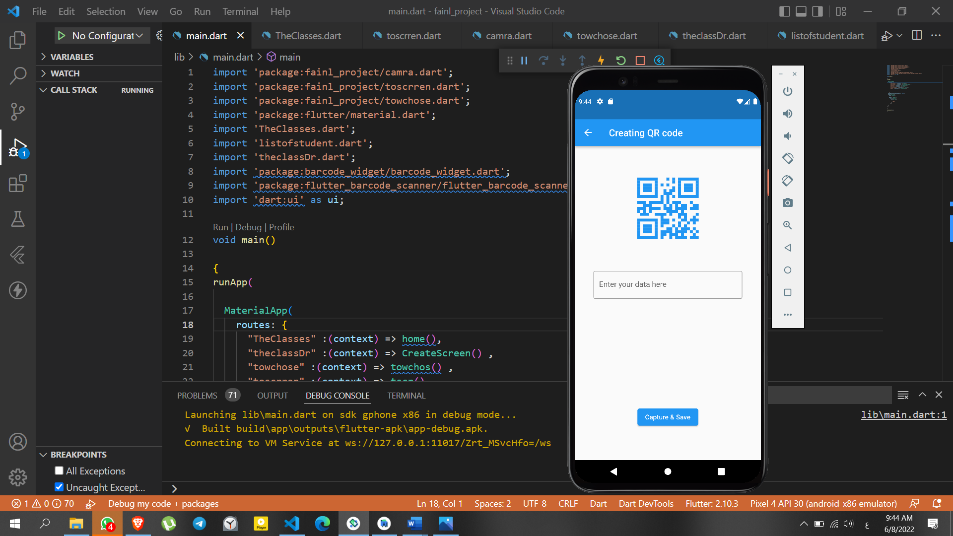 File Edit Selection View Go Run Terminal Help
main.dart - fainl_project - Visual Studio Code
No Configurat
main.dart
TheClasses.dart
toscrren.dart
camra.dart
towchose.dart
theclassDr.dart
listofstudent.dart
VARIABLES
WATCH
CALL STACK RUNNING
lib > main.dart > main
1 import 'package:fainl_project/camra.dart';
2 import 'package:fainl_project/toscrren.dart';
3 import 'package:fainl_project/towchose.dart';
4 import 'package:flutter/material.dart';
5 import 'TheClasses.dart';
6 import 'listofstudent.dart';
7 import 'theclassDr.dart';
8 import 'package:barcode_widget/barcode_widget.dart';
9 import 'package:flutter_barcode_scanner/flutter_barcode_scanne
10 import 'dart:ui' as ui;
11
Run | Debug | Profile
12 void main()
13
14 {
15 runApp(
16
17 MaterialApp(
18 routes: {
19 "TheClasses" :(context) => home(),
20 "theclassDr" :(context) => CreateScreen() ,
21 "towchose" :(context) => towchos() ,
9:44
Creating QR code
Enter your data here
Capture & Save
PROBLEMS 71 OUTPUT DEBUG CONSOLE TERMINAL
Launching lib\main.dart on sdk gphone x86 in debug mode...
√ Built build\app\outputs\flutter-apk\app-debug.apk.
Connecting to VM Service at ws://127.0.0.1:11017/Zrt_MSvcHfo=/ws
lib\main.dart:1
BREAKPOINTS
All Exceptions
Uncaught Except...
1 0 70 Debug my code + packages
Ln 18, Col 1 Spaces: 2 UTF-8 CRLF Dart Dart DevTools Flutter: 2.10.3 Pixel 4 API 30 (android x86 emulator)
4
Player
ع
9:44 AM
6/8/2022